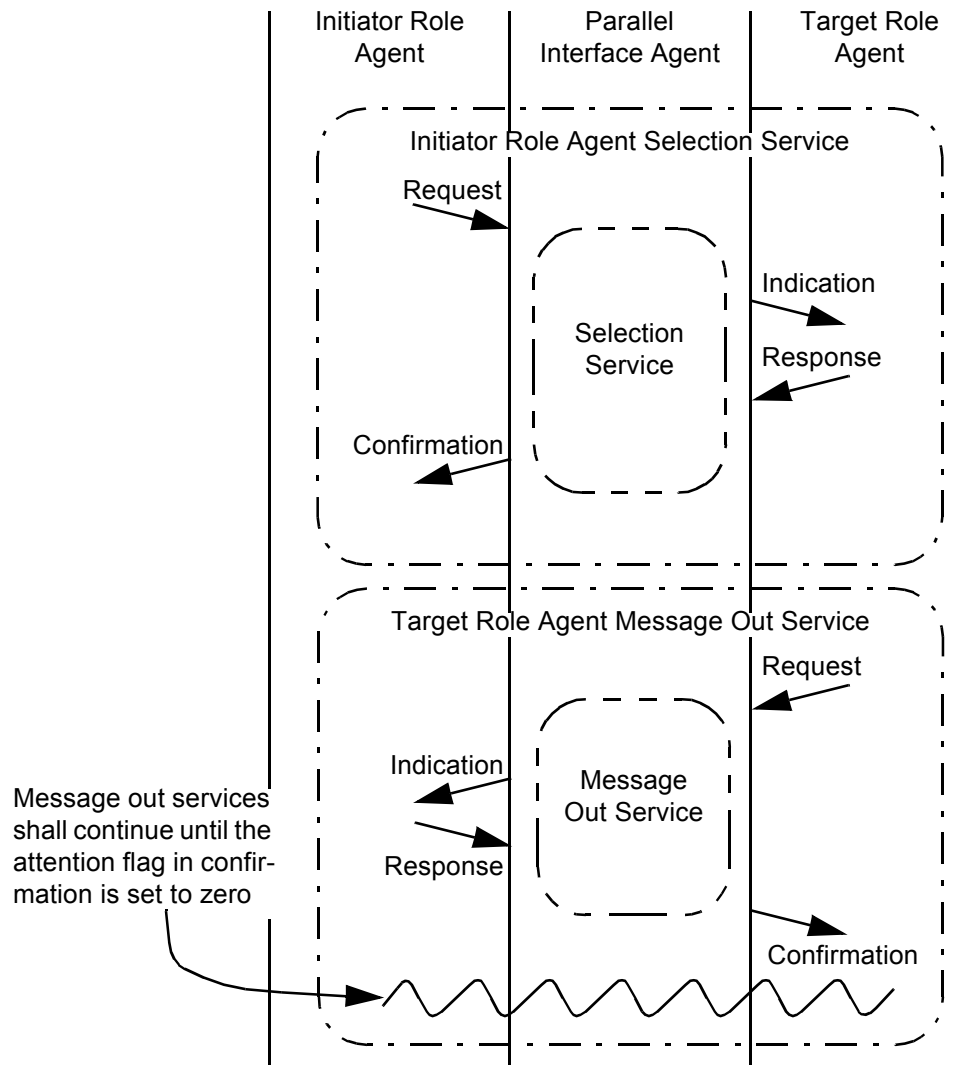 Initiator Role
Agent
Parallel
Interface Agent
Target Role
Agent
Initiator Role Agent Selection Service
Request
Indication
Selection
Service
Response
Confirmation
Target Role Agent Message Out Service
Request
Indication
Message
Out Service
Response
Message out services
shall continue until the
attention flag in confir-
mation is set to zero
Confirmation